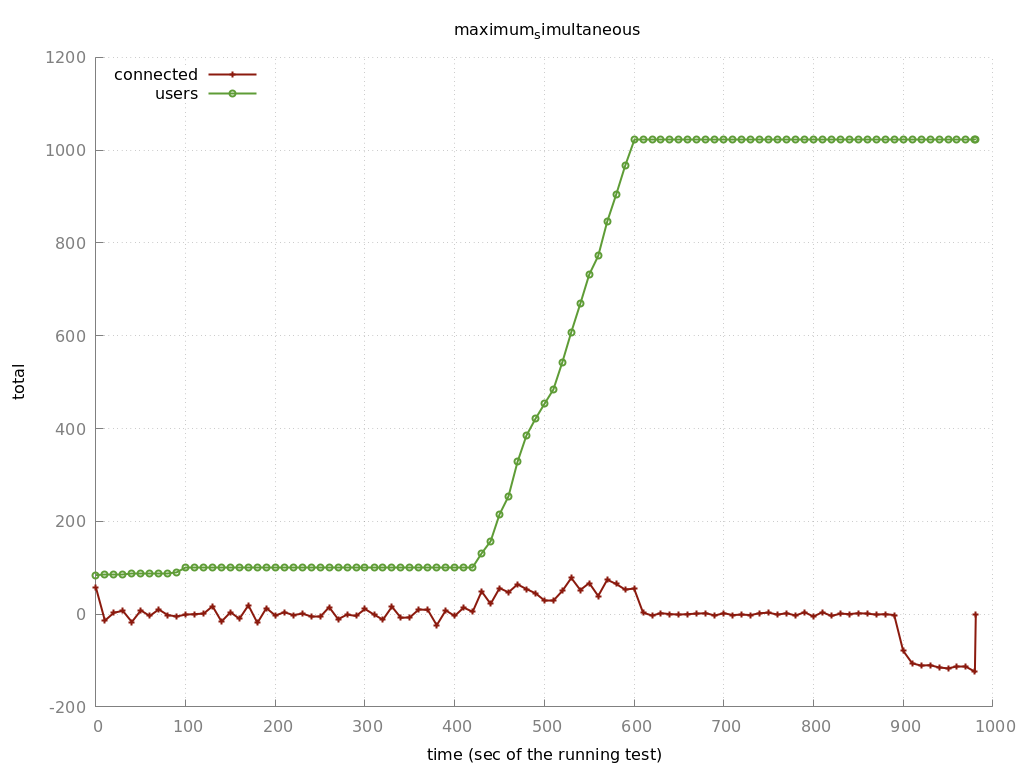 maximumsimultaneous
connected
users
1200
1000
800
600
400
200
0
-200
total
0 100 200 300 400 500 600 700 800 900 1000
time (sec of the running test)